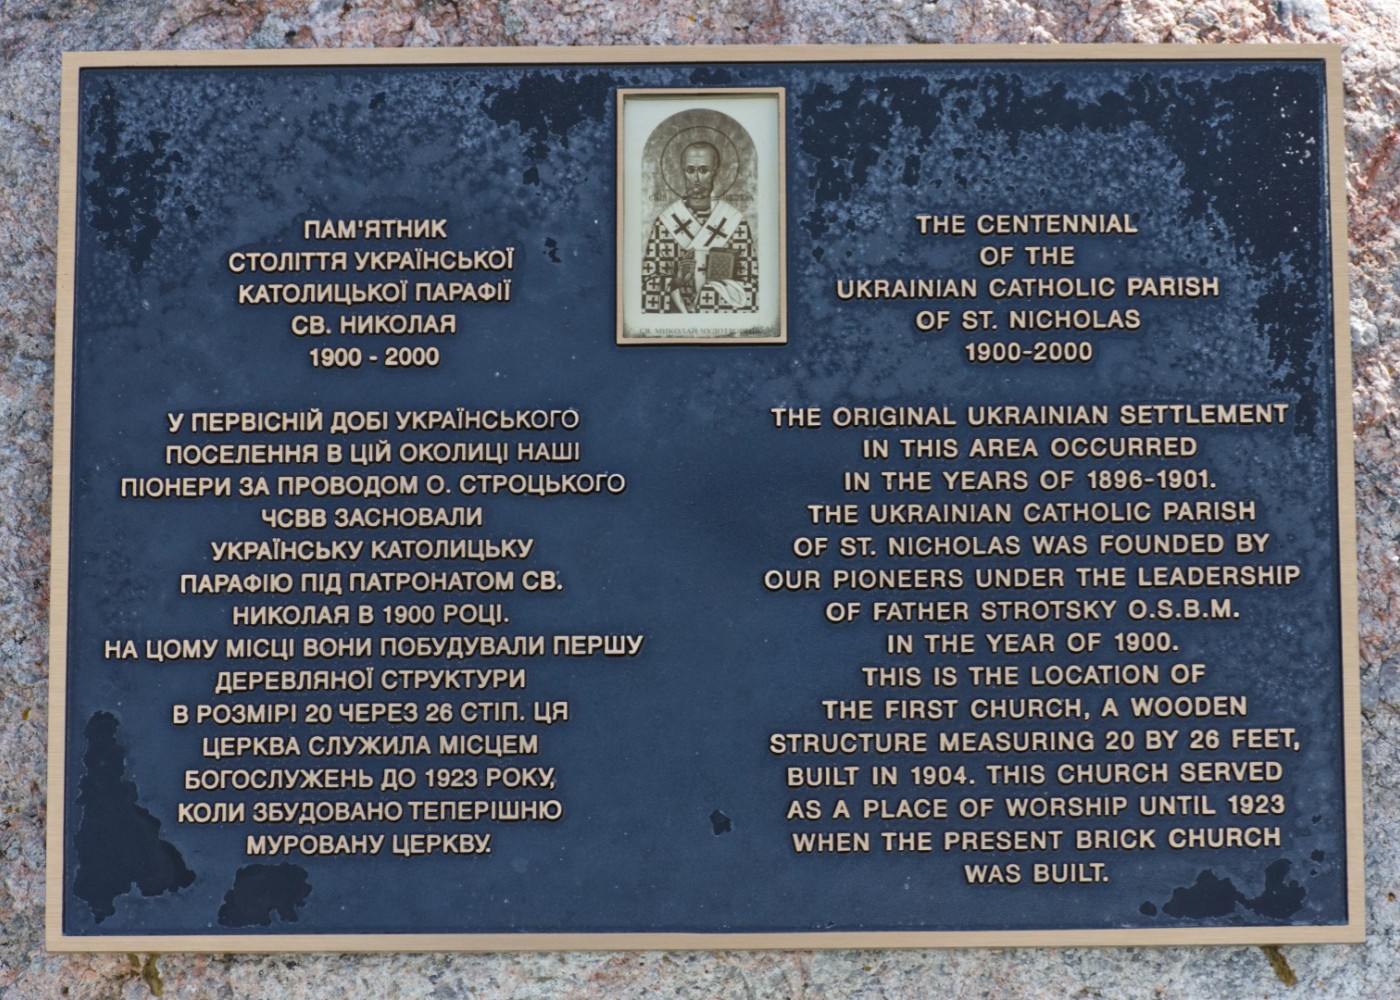 ПАМ'ЯТНИК
СТОЛІТТЯ УКРАЇНСЬКОЇ
КАТОЛИЦЬКОЇ ПАРАФІЇ
СВ. НИКОЛАЯ
1900 - 2000
У ПЕРВІСНІЙ ДОБІ УКРАЇНСЬКОГО
ПОСЕЛЕННЯ В ЦІЙ ОКОЛИЦІ НАШІ
ПІОНЕРИ ЗА ПРОВОДОМ О. СТРОЦЬКОГО
ЧСВВ ЗАСНОВАЛИ
УКРАЇНСЬКУ КАТОЛИЦЬКУ
ПАРАФІЮ ПІД ПАТРОНАТОМ СВ.
НИКОЛАЯ В 1900 РОЦІ.
НА ЦОМУ МІСЦІ ВОНИ ПОБУДУВАЛИ ПЕРШУ
ДЕРЕВЛЯНОЇ СТРУКТУРИ
В РОЗМІРІ 20 ЧЕРЕЗ 26 СТІП. ЦЯ
ЦЕРКВА СЛУЖИЛА МІСЦЕМ
БОГОСЛУЖЕНЬ ДО 1923 РОКУ,
КОЛИ ЗБУДОВАНО ТЕПЕРІШНЮ
МУРОВАНУ ЦЕРКВУ.
СВ. МИКОЛАЙ
THE CENTENNIAL
OF THE
UKRAINIAN CATHOLIC PARISH
OF ST. NICHOLAS
1900-2000
THE ORIGINAL UKRAINIAN SETTLEMENT
IN THIS AREA OCCURRED
IN THE YEARS OF 1896-1901.
THE UKRAINIAN CATHOLIC PARISH
OF ST. NICHOLAS WAS FOUNDED BY
OUR PIONEERS UNDER THE LEADERSHIP
OF FATHER STROTSKY O.S.B.M.
IN THE YEAR OF 1900.
THIS IS THE LOCATION OF
THE FIRST CHURCH, A WOODEN
STRUCTURE MEASURING 20 BY 26 FEET,
BUILT IN 1904. THIS CHURCH SERVED
AS A PLACE OF WORSHIP UNTIL 1923
WHEN THE PRESENT BRICK CHURCH
WAS BUILT.